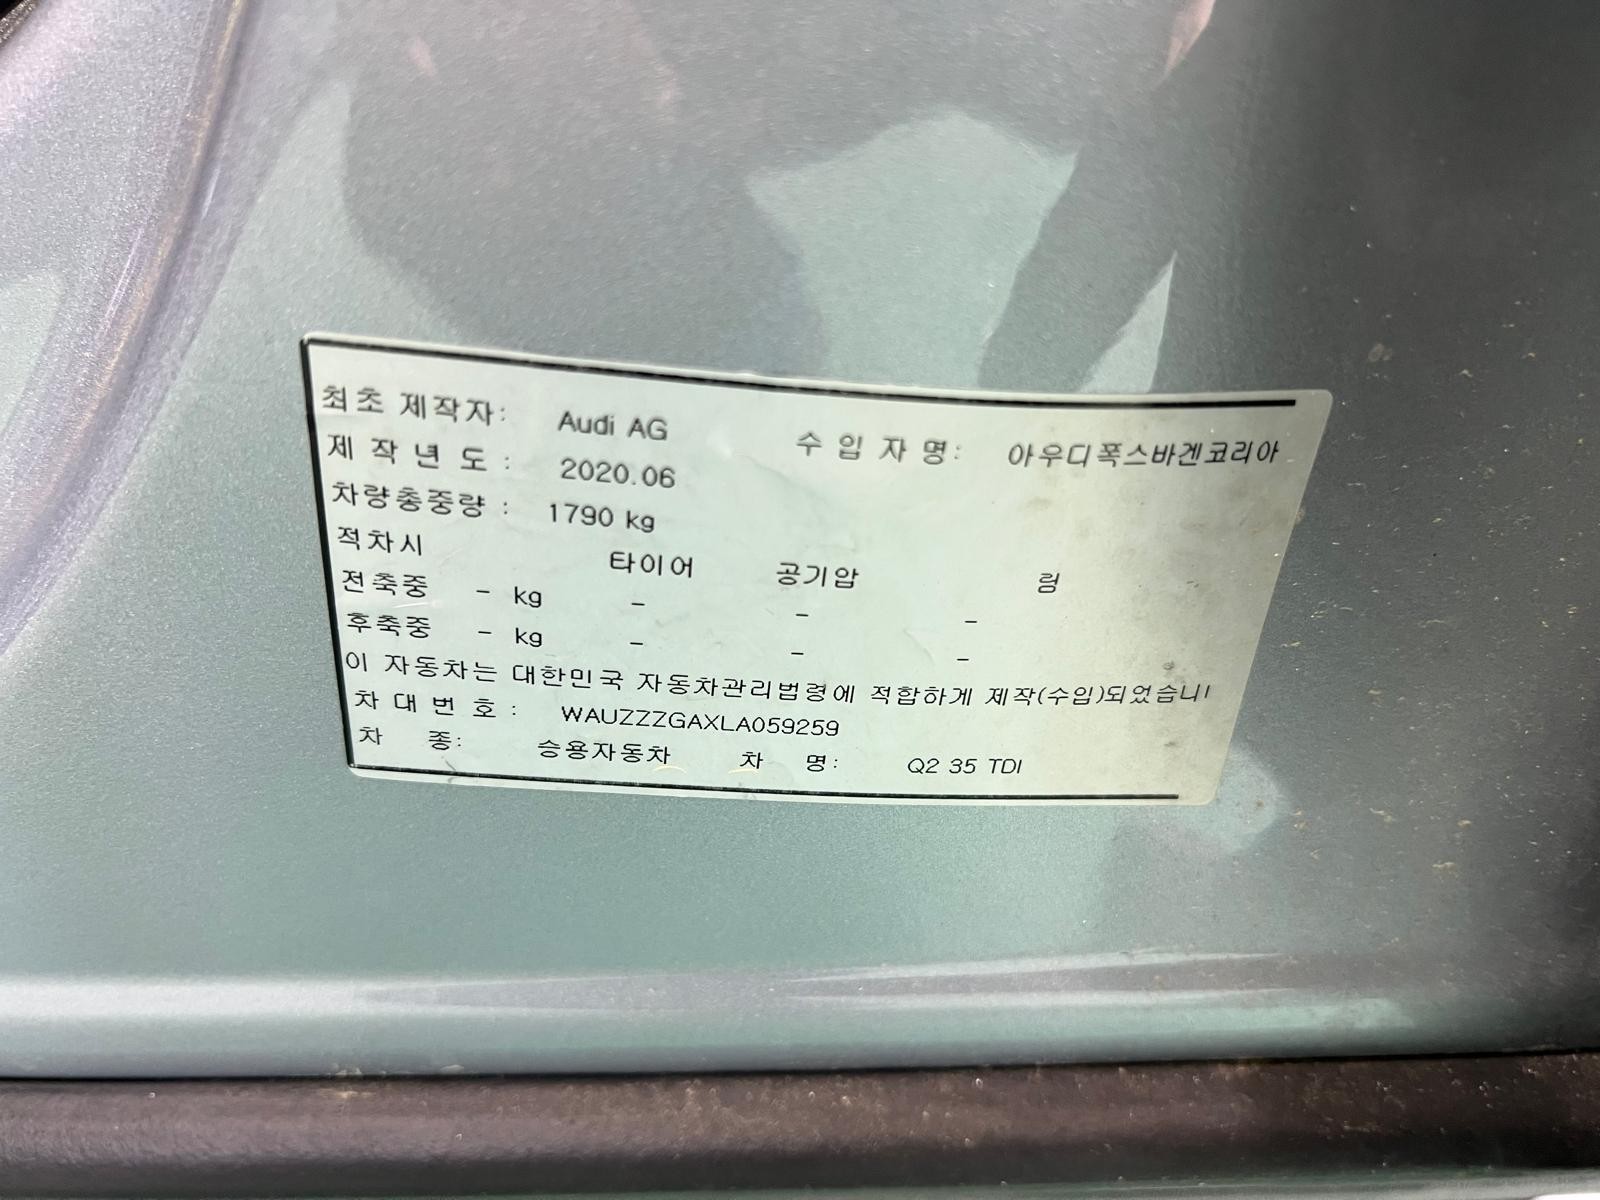 최초 제작자: Audi AG 수 입 자 명: 아우디폭스바겐코리아
제 작 년 도 : 2020.06
차량총중량 : 1790 kg
적차시 타이어 공기압 림
전축중 - kg - - -
후축중 - kg - - -
이 자동차는 대한민국 자동차관리법령에 적합하게 제작(수입)되었습니
차 대 번 호 : WAUZZZGAXLA059259
차 종: 승용자동차 차 명: Q2 35 TDI